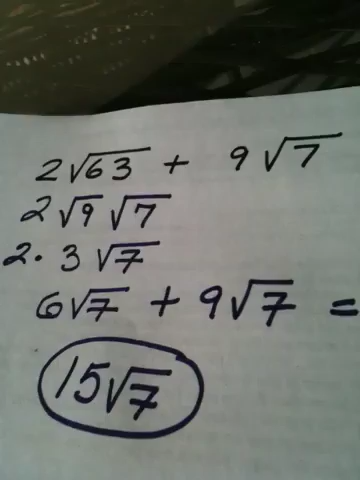 2√63 + 9√7
2√9 √7
2. 3√7
6√7 + 9√7 =
15√7